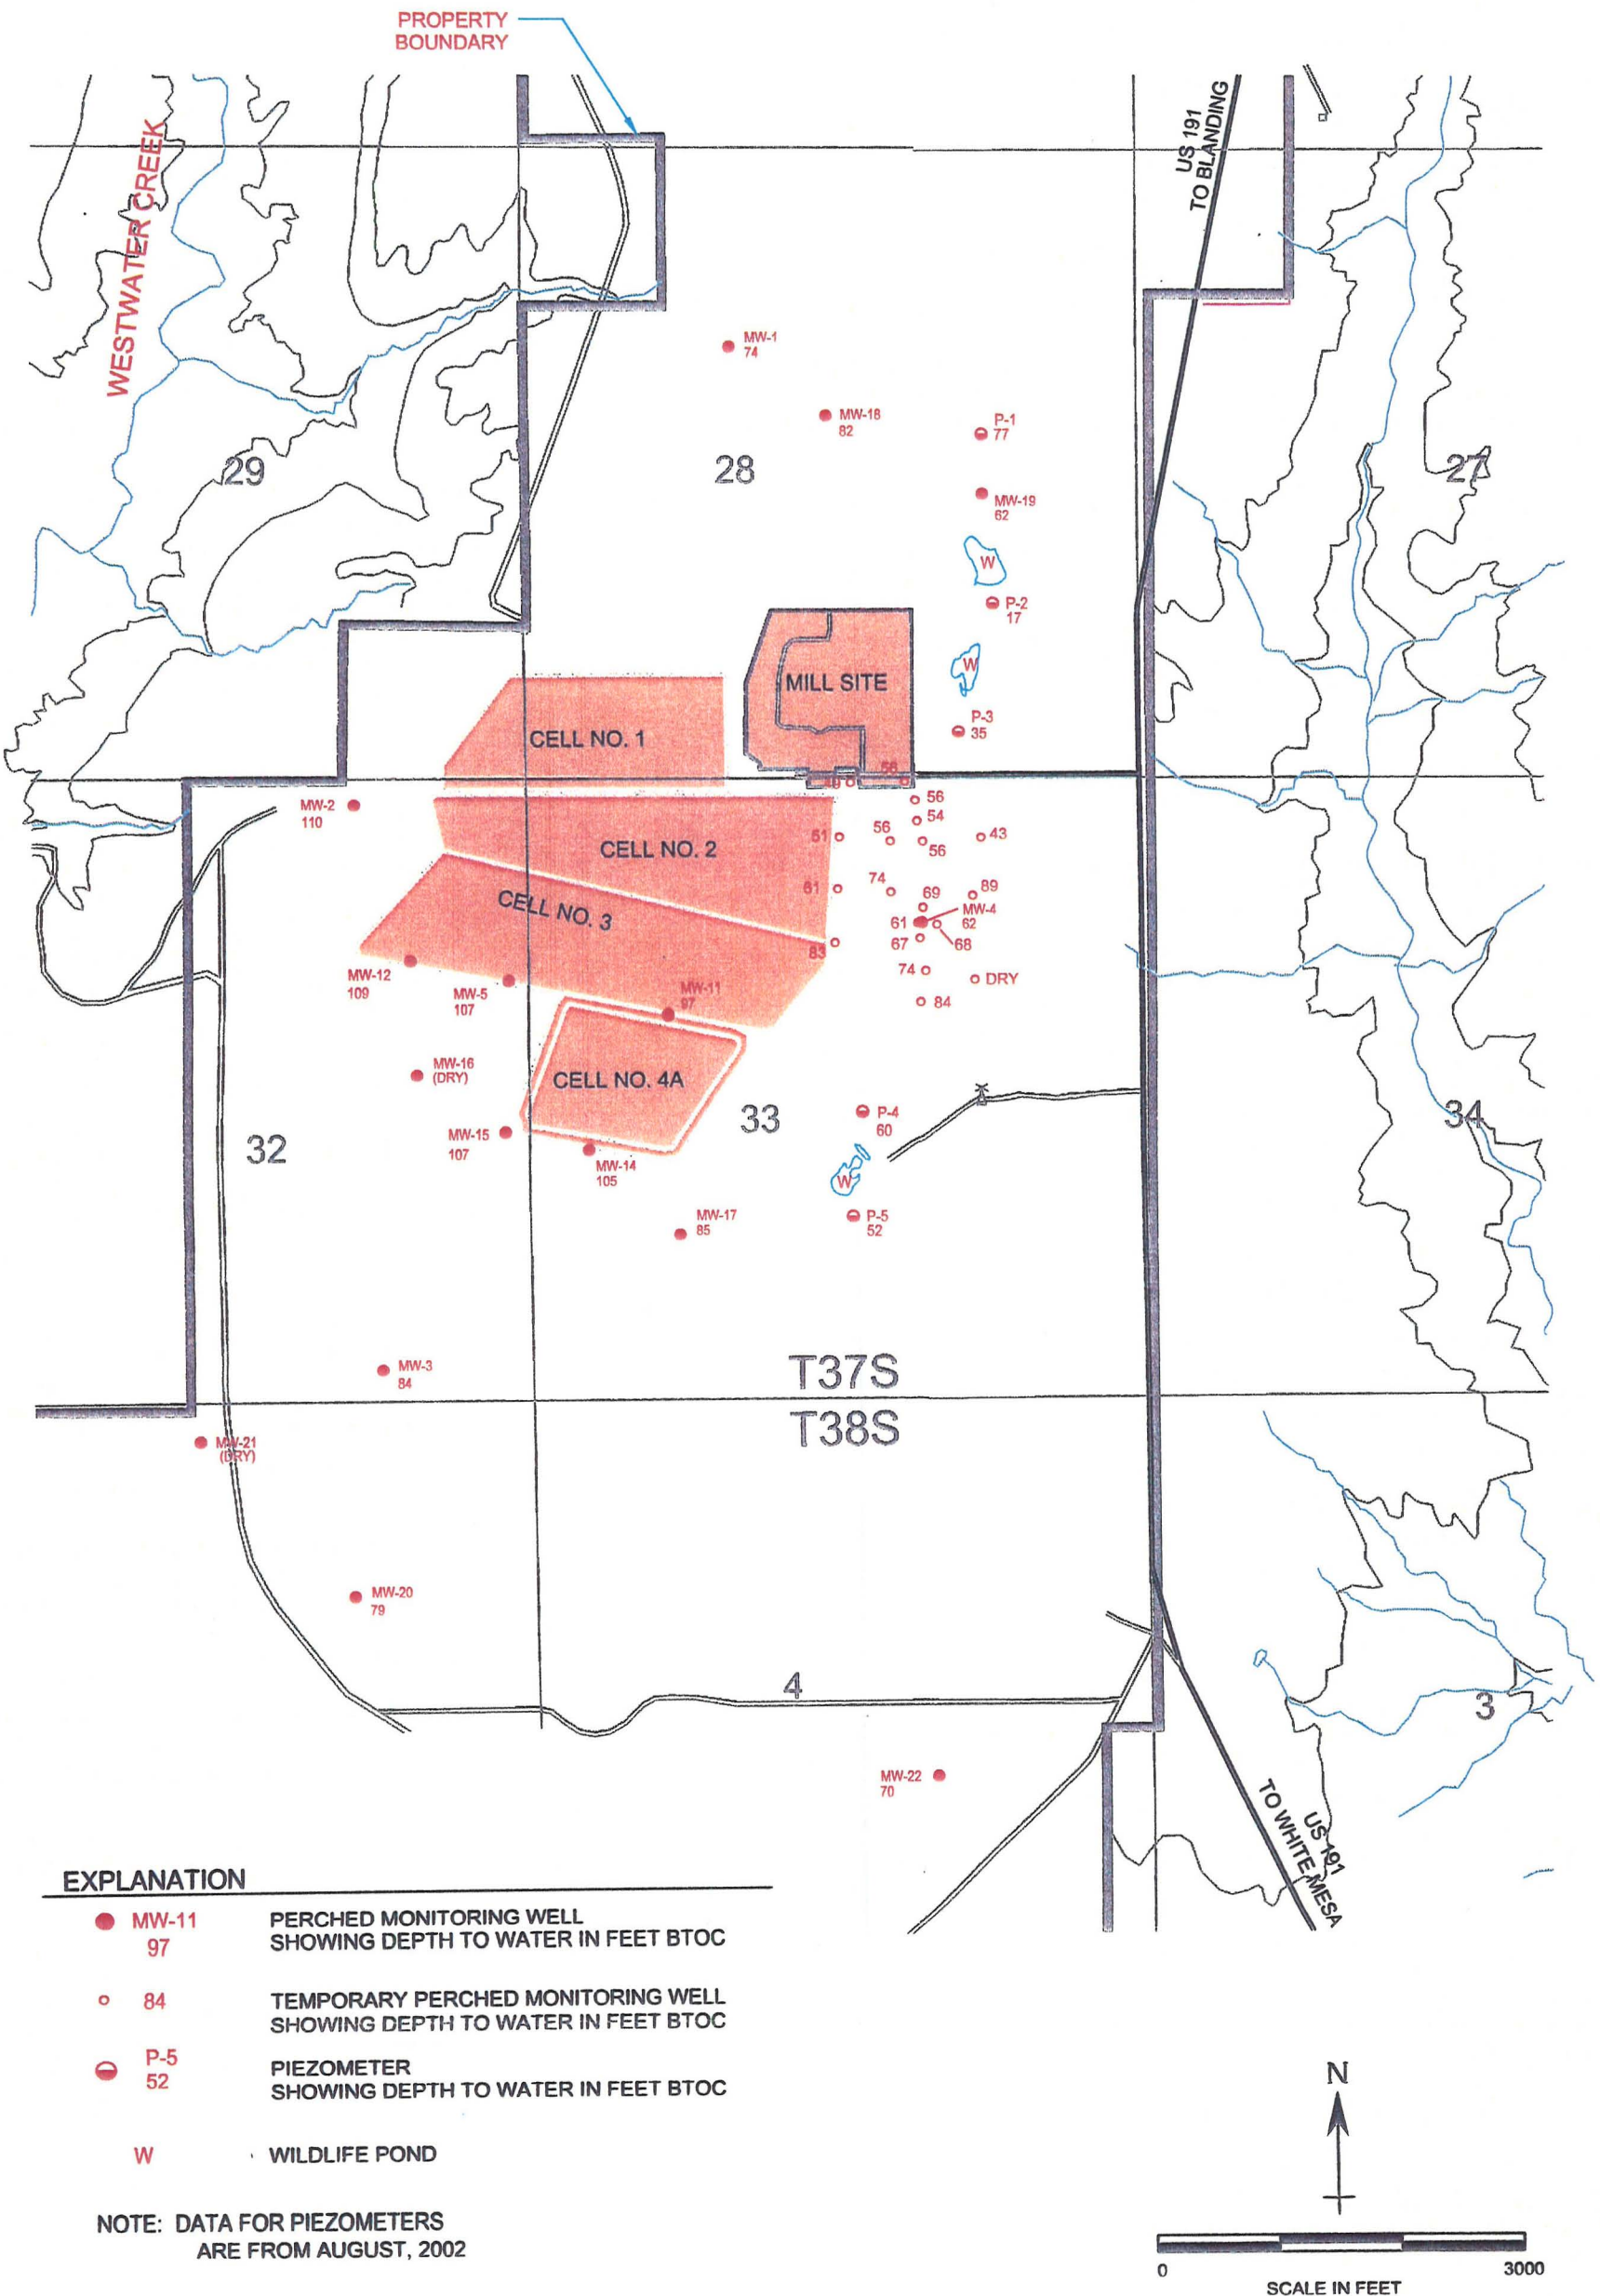 PROPERTY
BOUNDARY
WESTWATER CREEK
US 191
TO BLANDING
MW-1
74
MW-18
82
P-1
77
29
28
27
MW-19
62
W
P-2
17
MILL SITE
W
CELL NO. 1
P-3
35
56
MW-2
110
56
54
51
56
43
56
CELL NO. 2
74
89
81
69
CELL NO. 3
MW-4
61
62
67
68
83
MW-12
109
MW-5
107
MW-11
97
74
DRY
84
MW-16
(DRY)
CELL NO. 4A
P-4
60
33
34
32
MW-15
107
MW-14
105
W
MW-17
85
P-5
52
MW-3
84
T37S
T38S
MW-21
(DRY)
MW-20
79
4
3
MW-22
70
US 191
TO WHITE MESA
EXPLANATION
MW-11
97
PERCHED MONITORING WELL
SHOWING DEPTH TO WATER IN FEET BTOC
84
TEMPORARY PERCHED MONITORING WELL
SHOWING DEPTH TO WATER IN FEET BTOC
P-5
52
PIEZOMETER
SHOWING DEPTH TO WATER IN FEET BTOC
W
WILDLIFE POND
NOTE: DATA FOR PIEZOMETERS
ARE FROM AUGUST, 2002
N
0
3000
SCALE IN FEET